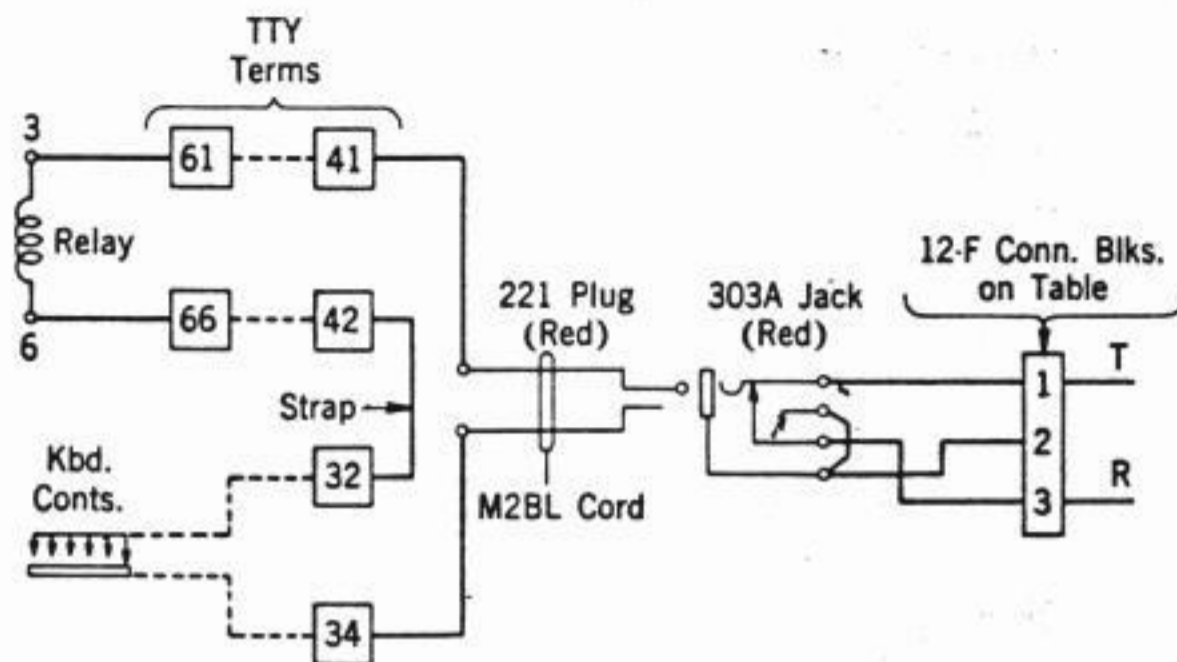 TTY
Terms
3
61
41
Relay
12-F Conn. Blks.
on Table
221 Plug
(Red)
303A Jack
(Red)
6
66
42
T
1
Strap
2
Kbd.
Conts.
32
R
3
M2BL Cord
34